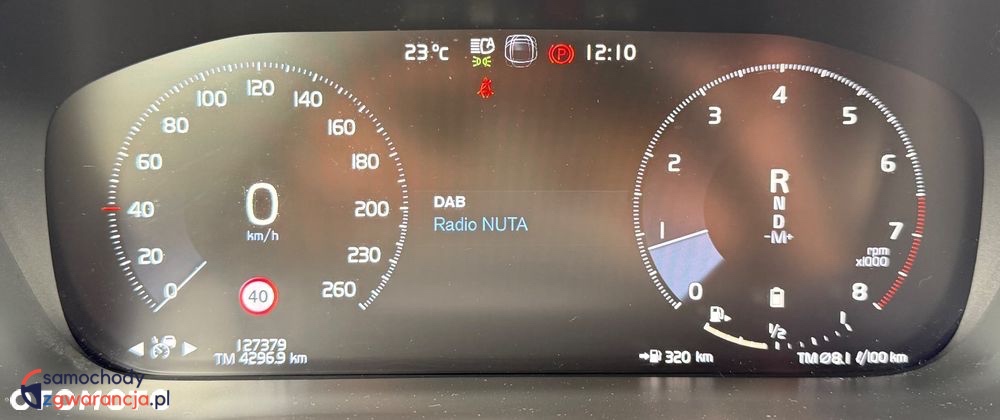 23 °C
12:10
P
0 20 40 60 80 100 120 140 160 180 200 230 260
0
km/h
40
DAB
Radio NUTA
0 1 2 3 4 5 6 7 8
R
N
D
-M+
rpm
x1000
1/2
1
127379
TM 4296.9 km
320 km
TM Ø8.1 ℓ/100 km
samochody
zgwarancja.pl